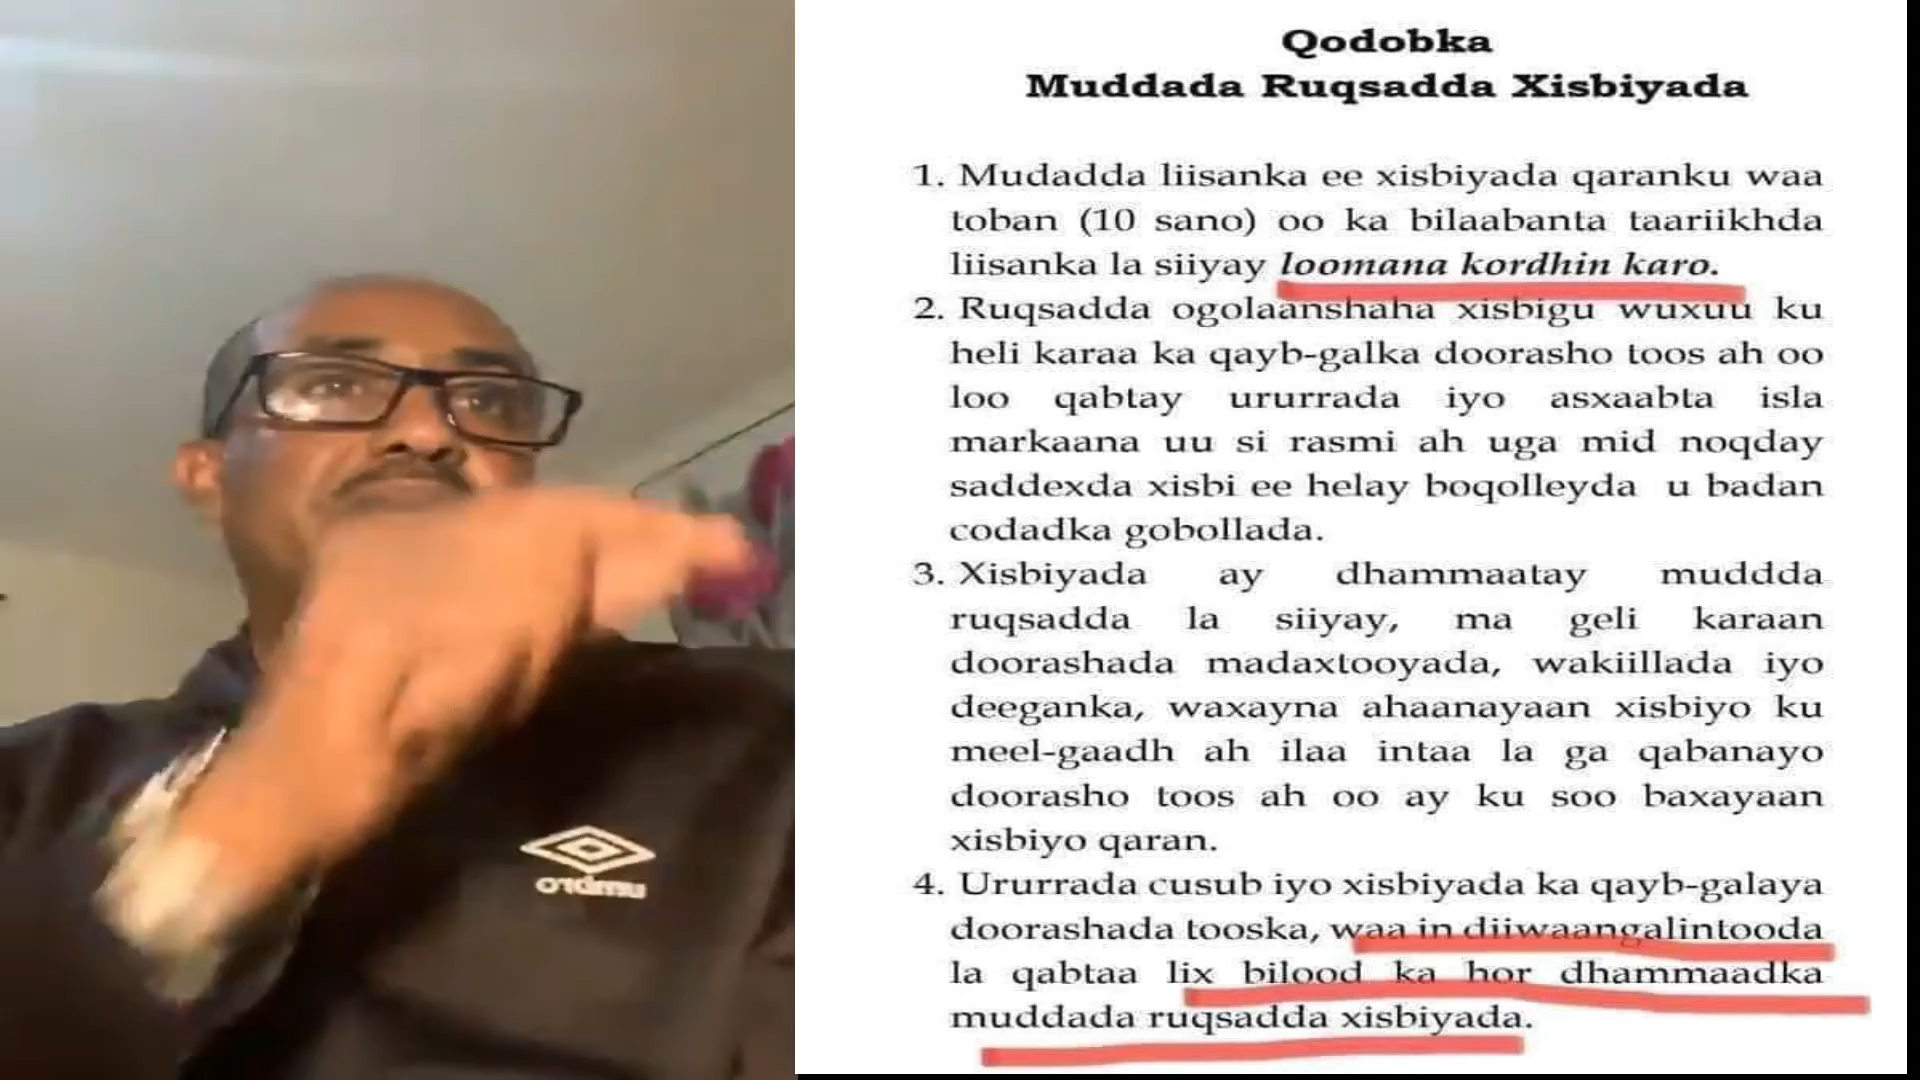 Qodobka
Muddada Ruqsadda Xisbiyada
1. Mudadda liisanka ee xisbiyada qaranku waa
toban (10 sano) oo ka bilaabanta taariikhda
liisanka la siiyay loomana kordhin karo.
2. Ruqsadda ogolaanshaha xisbigu wuxuu ku
heli karaa ka qayb-galka doorasho toos ah oo
loo qabtay ururrada iyo asxaabta isla
markaana uu si rasmi ah uga mid noqday
saddexda xisbi ee helay boqolleyda u badan
codadka gobollada.
3. Xisbiyada ay dhammaatay muddda
ruqsadda la siiyay, ma geli karaan
doorashada madaxtooyada, wakiillada iyo
deeganka, waxayna ahaanayaan xisbiyo ku
meel-gaadh ah ilaa intaa la ga qabanayo
doorasho toos ah oo ay ku soo baxayaan
xisbiyo qaran.
4. Ururrada cusub iyo xisbiyada ka qayb-galaya
doorashada tooska, waa in diiwaangalintooda
la qabtaa lix bilood ka hor dhammaadka
muddada ruqsadda xisbiyada.
umbro